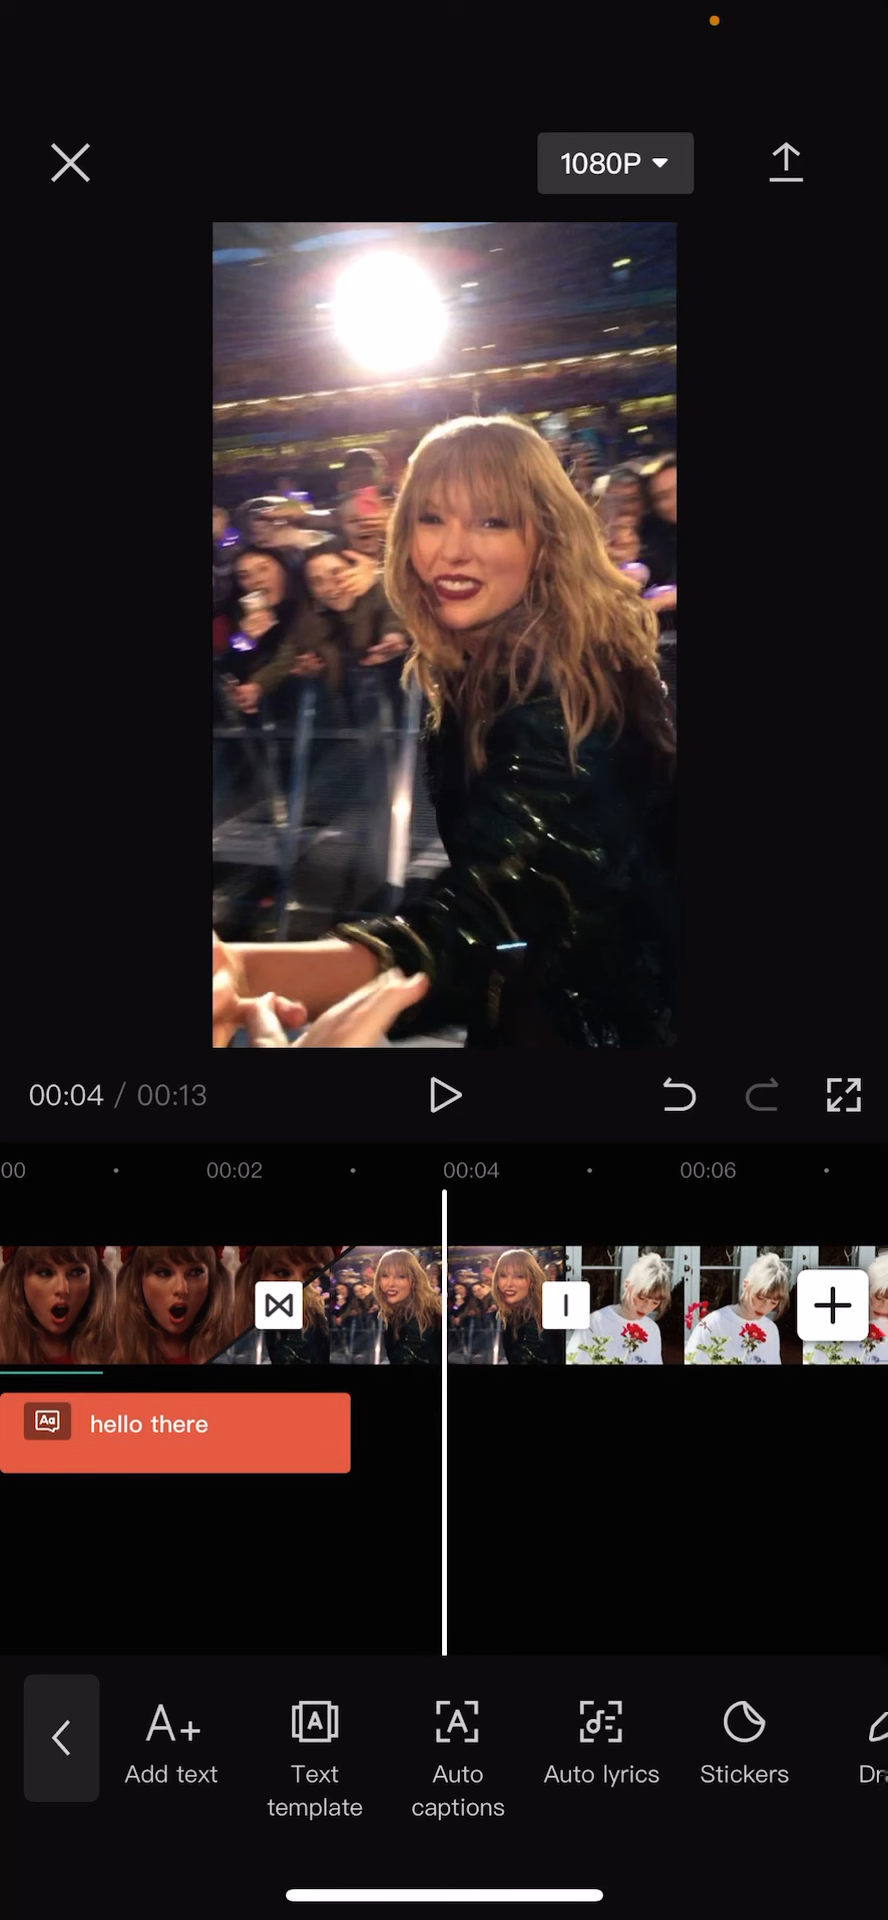 1080P
00:04 / 00:13
00 00:02 00:04 00:06
Aa hello there
A+ A A
Add text Text Auto Auto lyrics Stickers
template captions